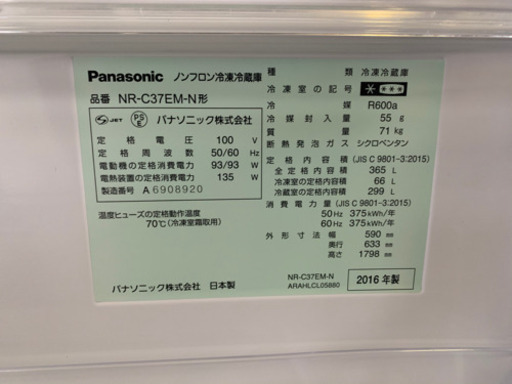 Panasonic ノンフロン冷凍冷蔵庫
品番 NR-C37EM-N形
JET PSE パナソニック株式会社
定格電圧 100 V
定格周波数 50/60 Hz
電動機の定格消費電力 93/93 W
電熱装置の定格消費電力 135 W
製造番号 A 6908920
温度ヒューズの定格動作温度
70℃(冷凍室霜取用)
パナソニック株式会社 日本製
種類 冷凍冷蔵庫
冷凍室の記号 ****
冷媒 R600a
冷媒封入量 55 g
質量 71 kg
断熱発泡ガス シクロペンタン
定格内容積 (JIS C 9801-3:2015)
全定格内容積 365 L
冷凍室の定格内容積 66 L
冷蔵室の定格内容積 299 L
消費電力量 (JIS C 9801-3:2015)
50 Hz 375 kWh/年
60 Hz 375 kWh/年
外形寸法 幅 590 mm
奥行 633 mm
高さ 1798 mm
NR-C37EM-N
ARAHLCL05880
2016 年製